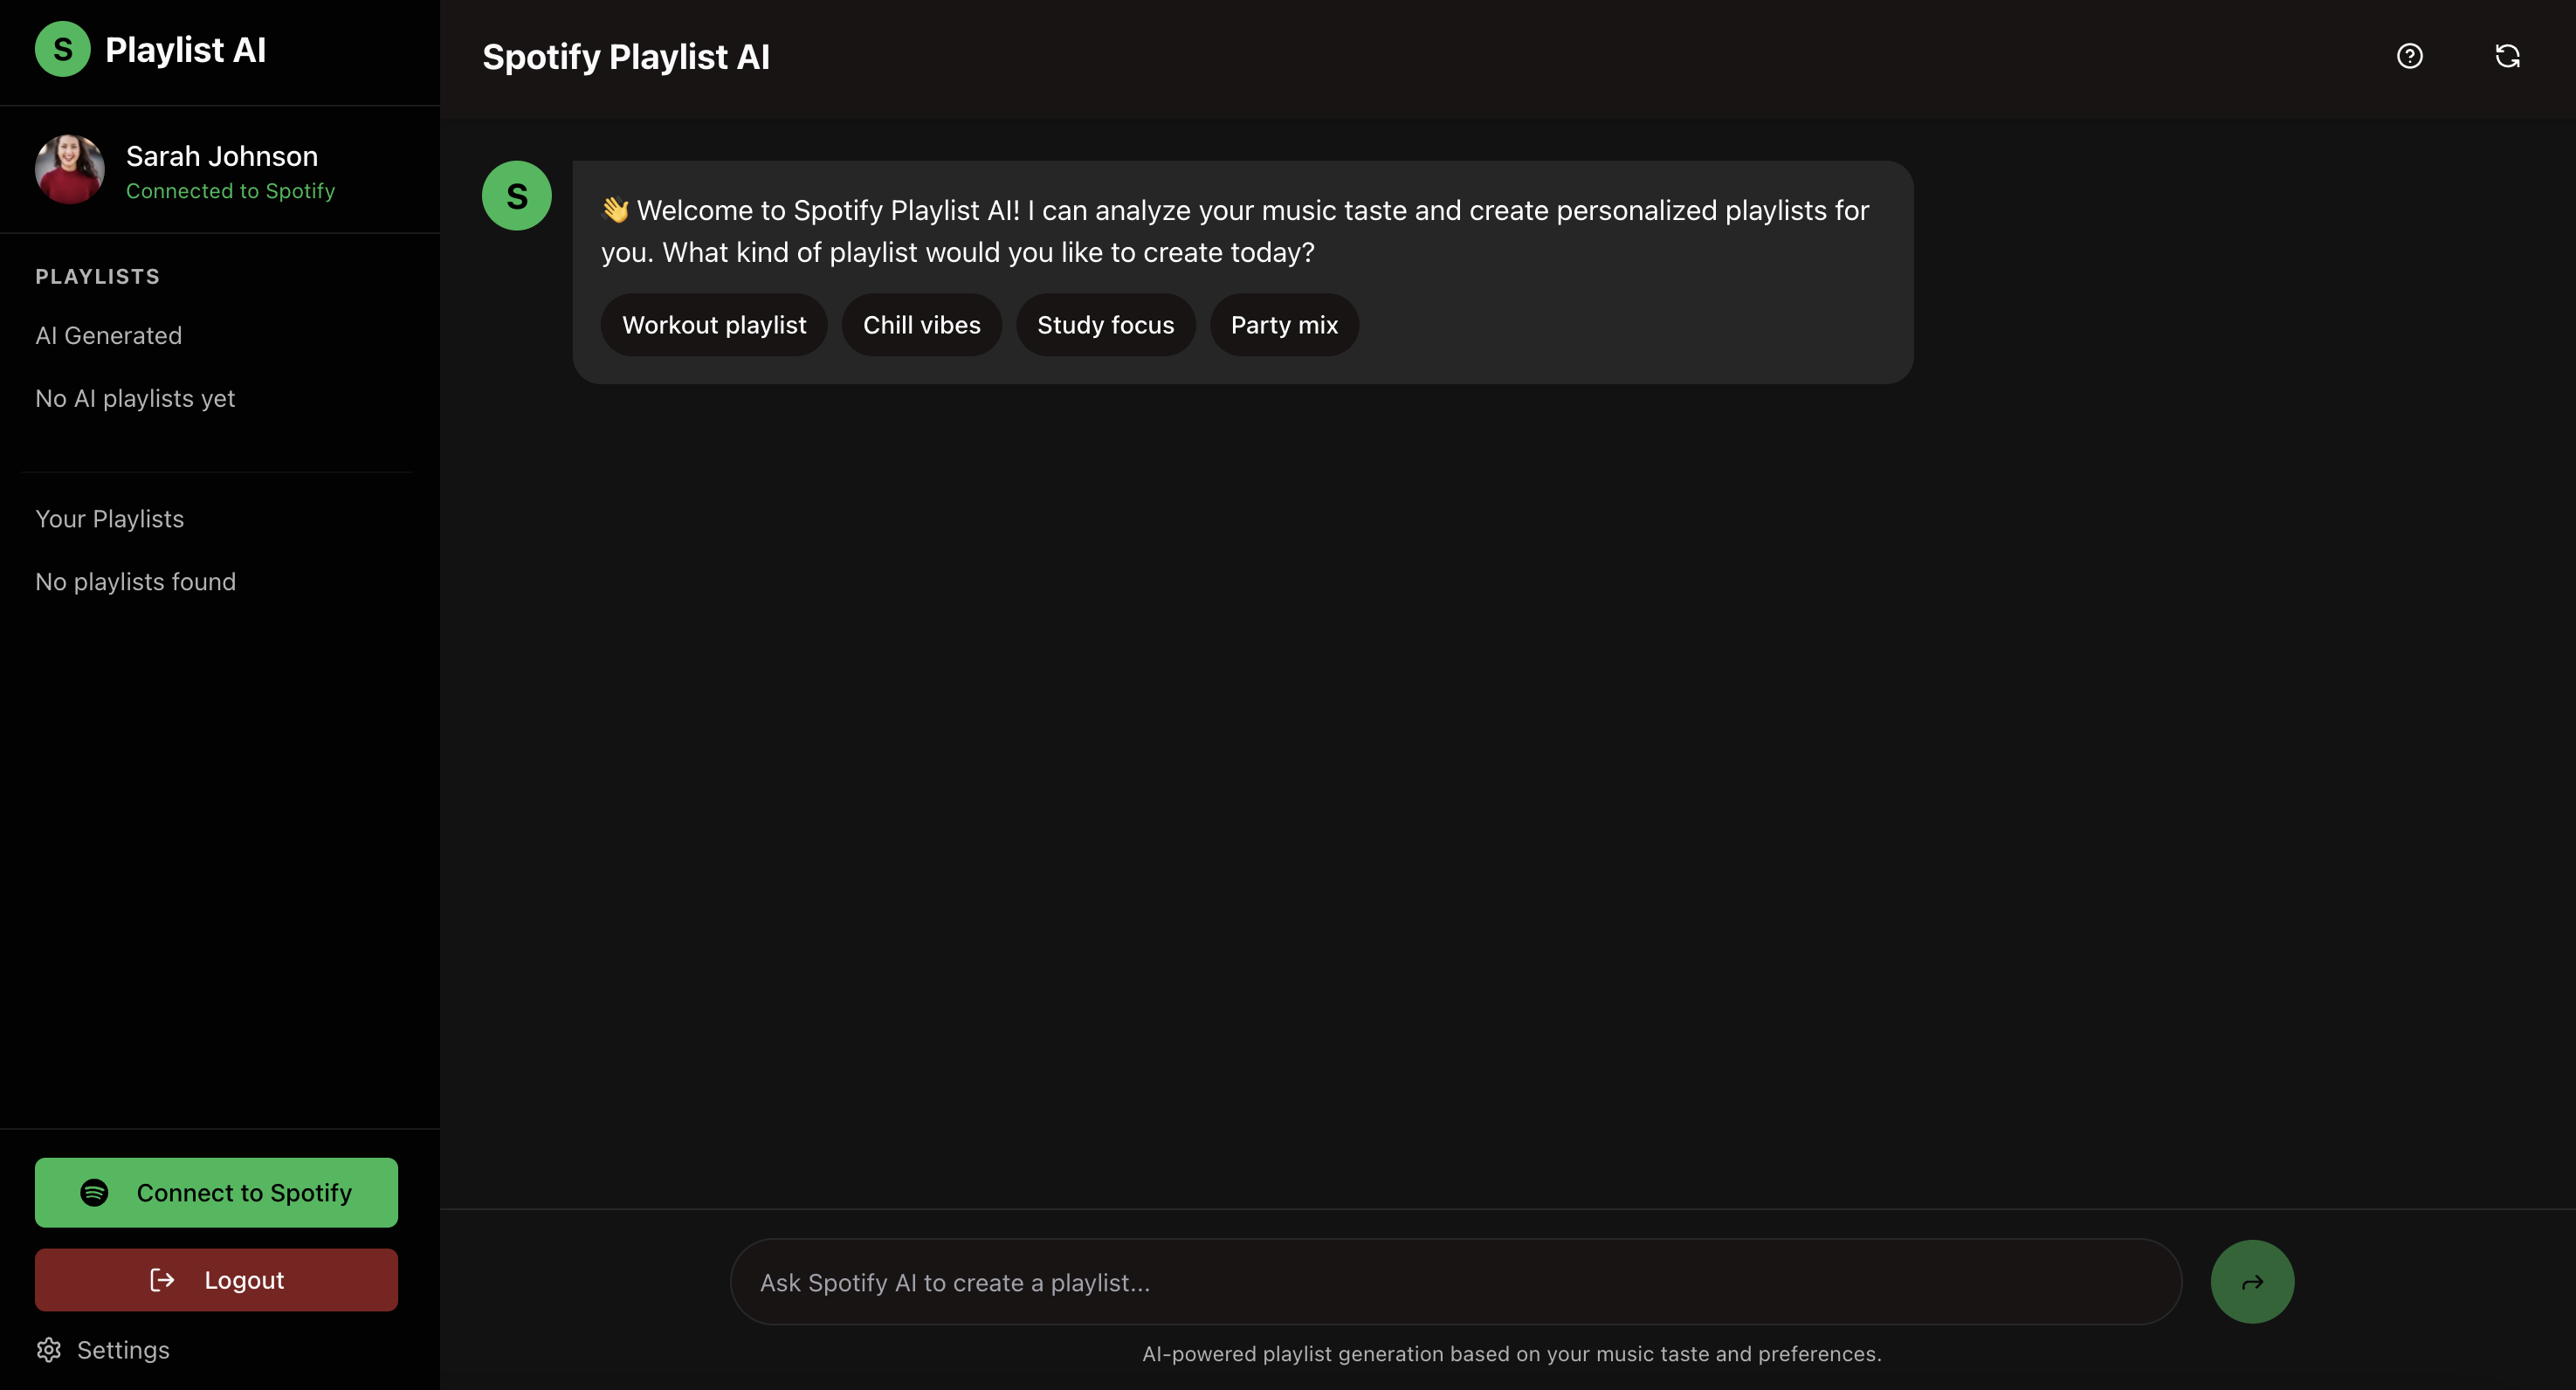 S Playlist AI
Sarah Johnson
Connected to Spotify
PLAYLISTS
AI Generated
No AI playlists yet
Your Playlists
No playlists found
Connect to Spotify
Logout
Settings
Spotify Playlist AI
S
👋 Welcome to Spotify Playlist AI! I can analyze your music taste and create personalized playlists for
you. What kind of playlist would you like to create today?
Workout playlist Chill vibes Study focus Party mix
Ask Spotify AI to create a playlist...
AI-powered playlist generation based on your music taste and preferences.